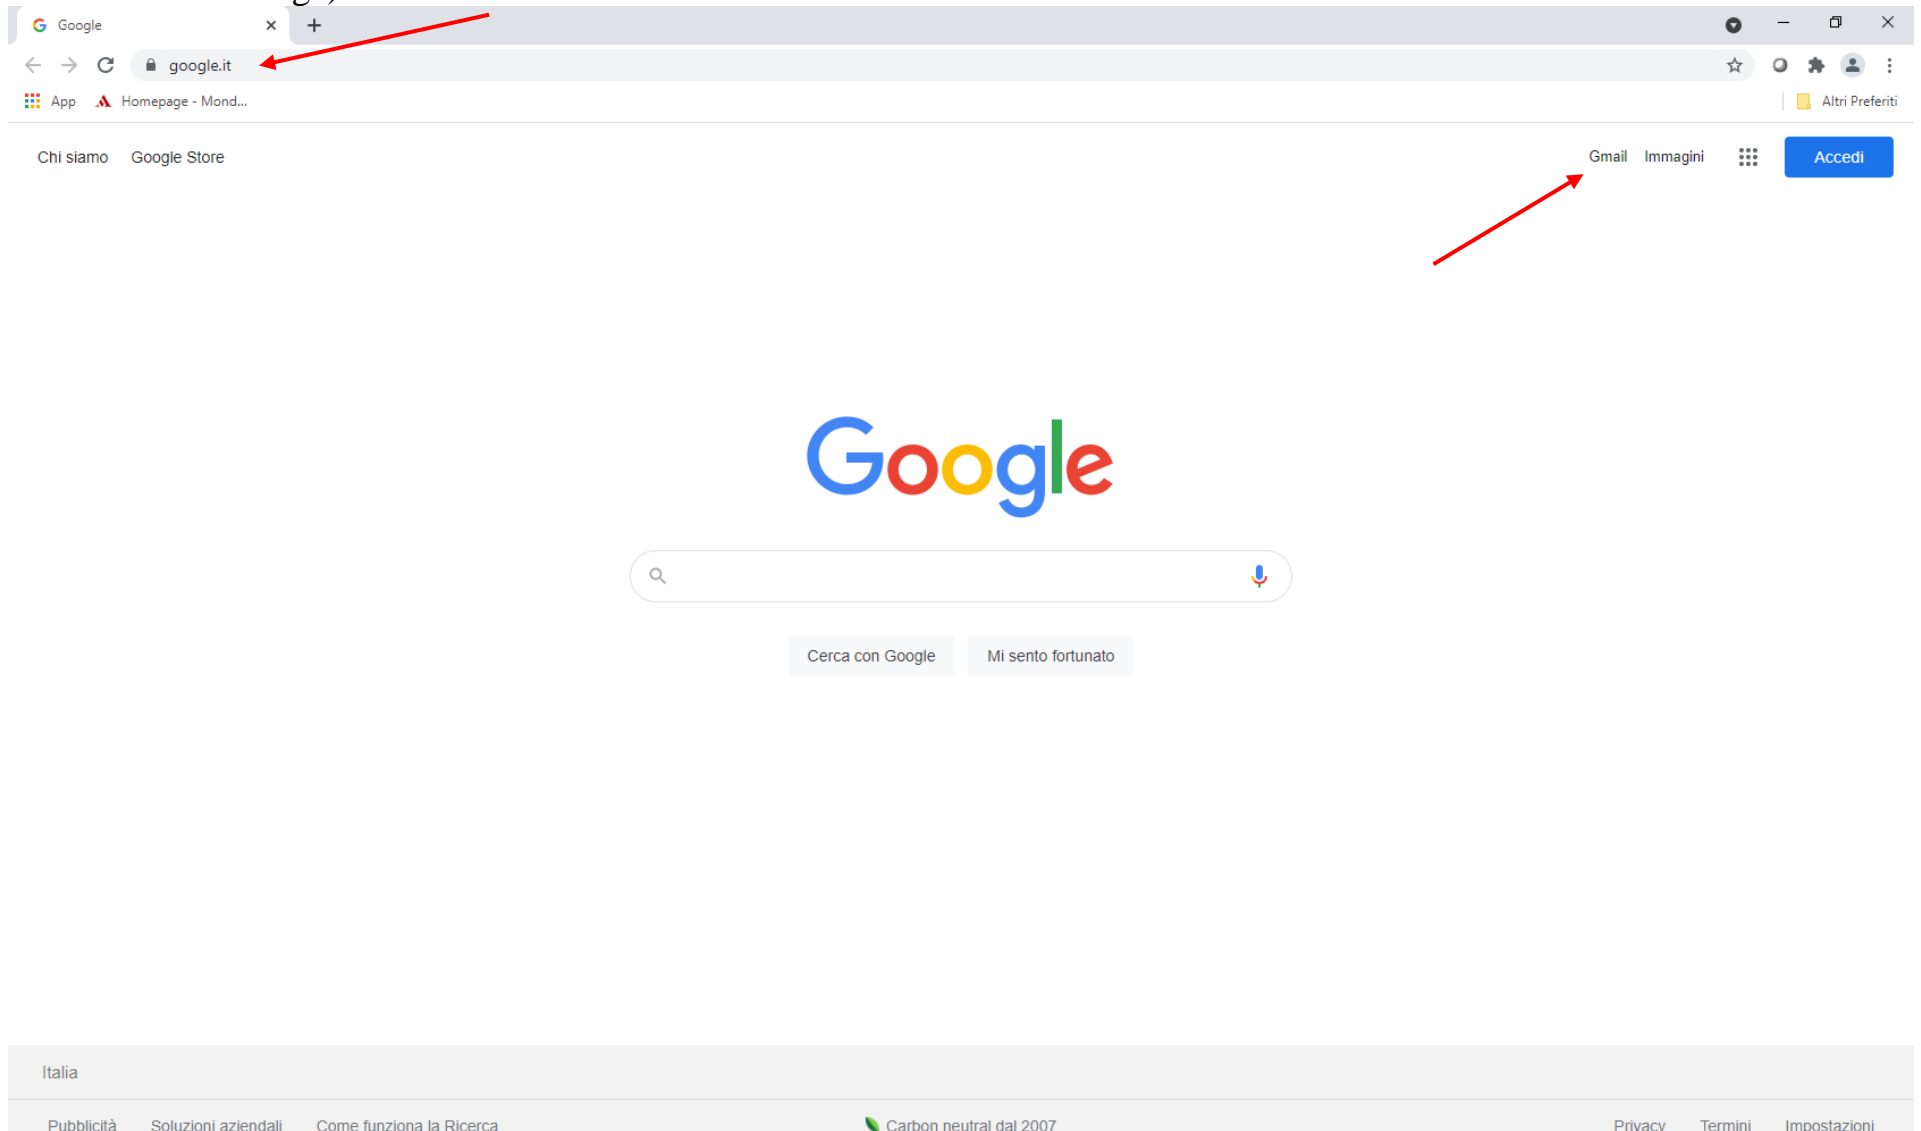 Google
google.it
App Homepage - Mond... Altri Preferiti
Chi siamo Google Store Gmail Immagini Accedi
Google
Cerca con Google Mi sento fortunato
Italia
Pubblicità Soluzioni aziendali Come funziona la Ricerca Carbon neutral dal 2007 Privacy Termini Impostazioni